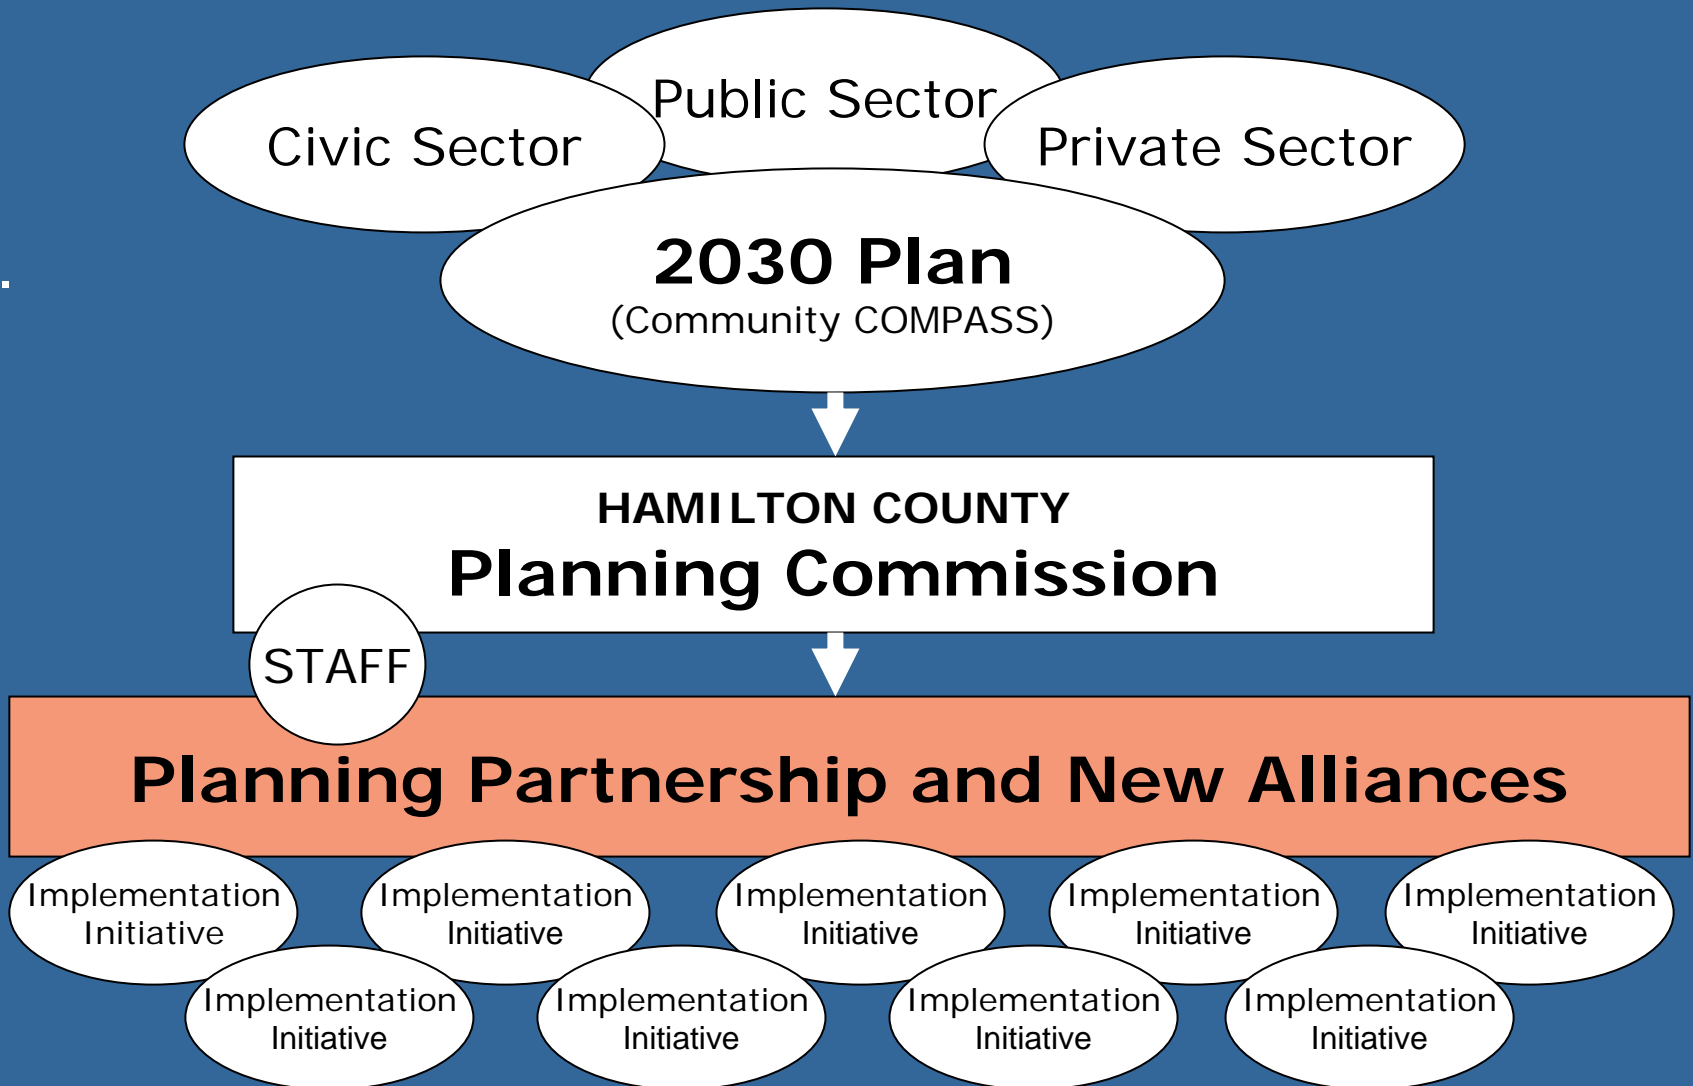 Public Sector
Civic Sector
Private Sector
2030 Plan
(Community COMPASS)
HAMILTON COUNTY
Planning Commission
STAFF
Planning Partnership and New Alliances
Implementation
Initiative
Implementation
Initiative
Implementation
Initiative
Implementation
Initiative
Implementation
Initiative
Implementation
Initiative
Implementation
Initiative
Implementation
Initiative
Implementation
Initiative